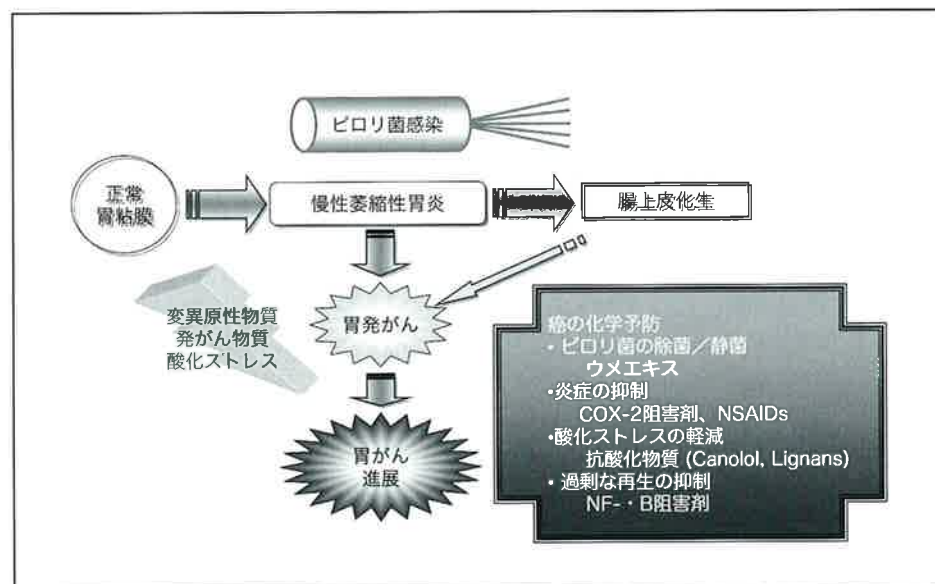 ピロリ菌感染
正常
胃粘膜
慢性萎縮性胃炎
腸上皮化生
変異原性物質
発がん物質
酸化ストレス
胃発がん
胃がん
進展
癌の化学予防
• ピロリ菌の除菌／静菌
ウメエキス
•炎症の抑制
COX-2阻害剤、NSAIDs
•酸化ストレスの軽減
抗酸化物質 (Canolol, Lignans)
• 過剰な再生の抑制
NF-・B阻害剤